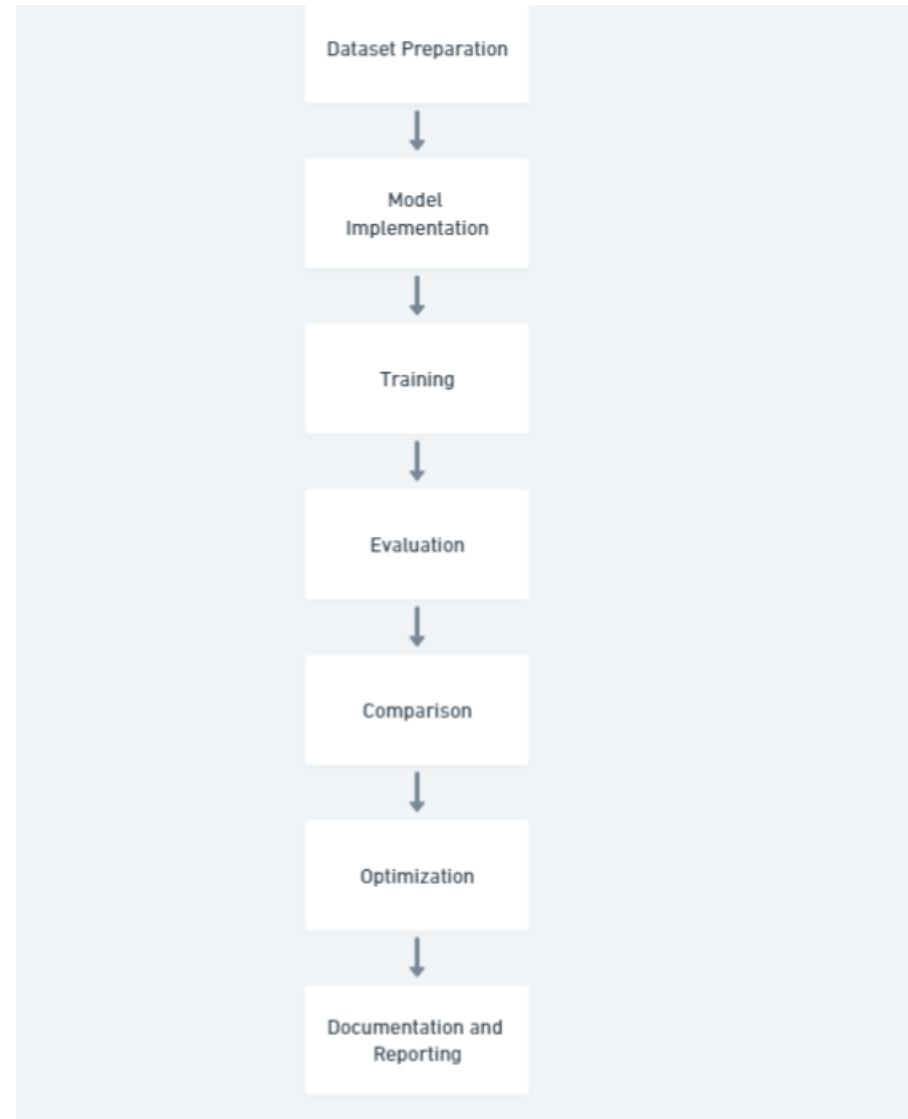 Dataset Preparation
Model
Implementation
Training
Evaluation
Comparison
Optimization
Documentation and
Reporting